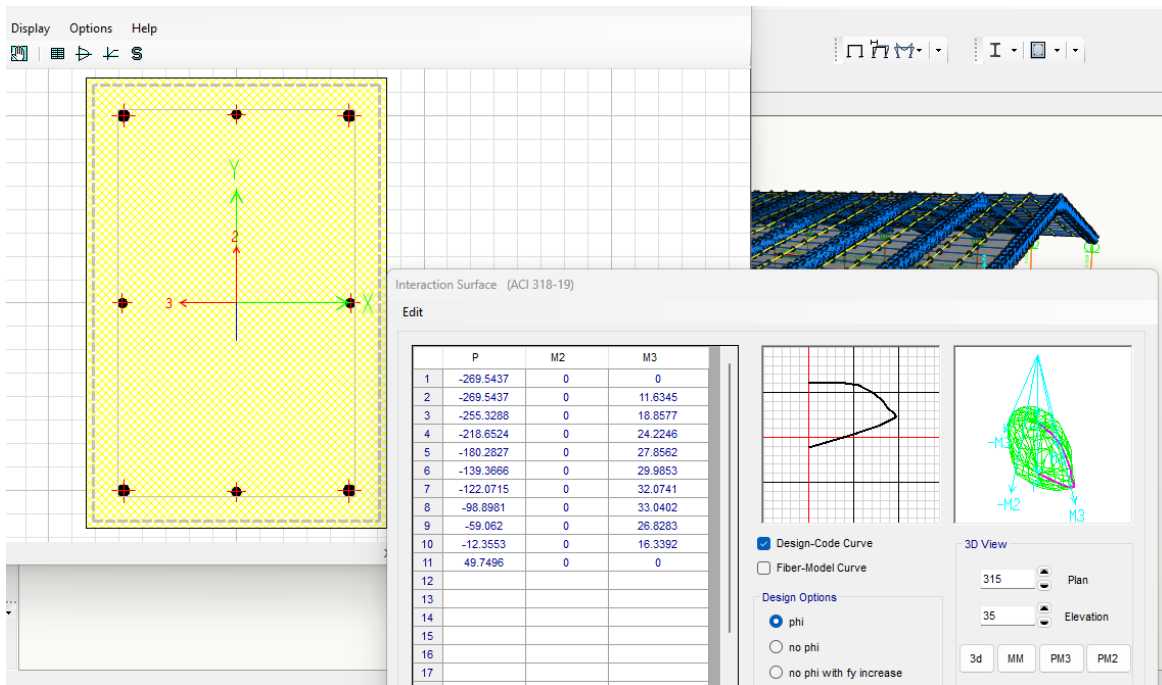 Display Options Help
S
Y
2
3
X
Interaction Surface (ACI 318-19)
Edit
P M2 M3
1 -269.5437 0 0
2 -269.5437 0 11.6345
3 -255.3288 0 18.8577
4 -218.6524 0 24.2246
5 -180.2827 0 27.8562
6 -139.3666 0 29.9853
7 -122.0715 0 32.0741
8 -98.8981 0 33.0402
9 -59.062 0 26.8283
10 -12.3553 0 16.3392
11 49.7496 0 0
12
13
14
15
16
17
-M3
-M2
M3
Design-Code Curve
Fiber-Model Curve
Design Options
phi
no phi
no phi with fy increase
3D View
315 Plan
35 Elevation
3d MM PM3 PM2